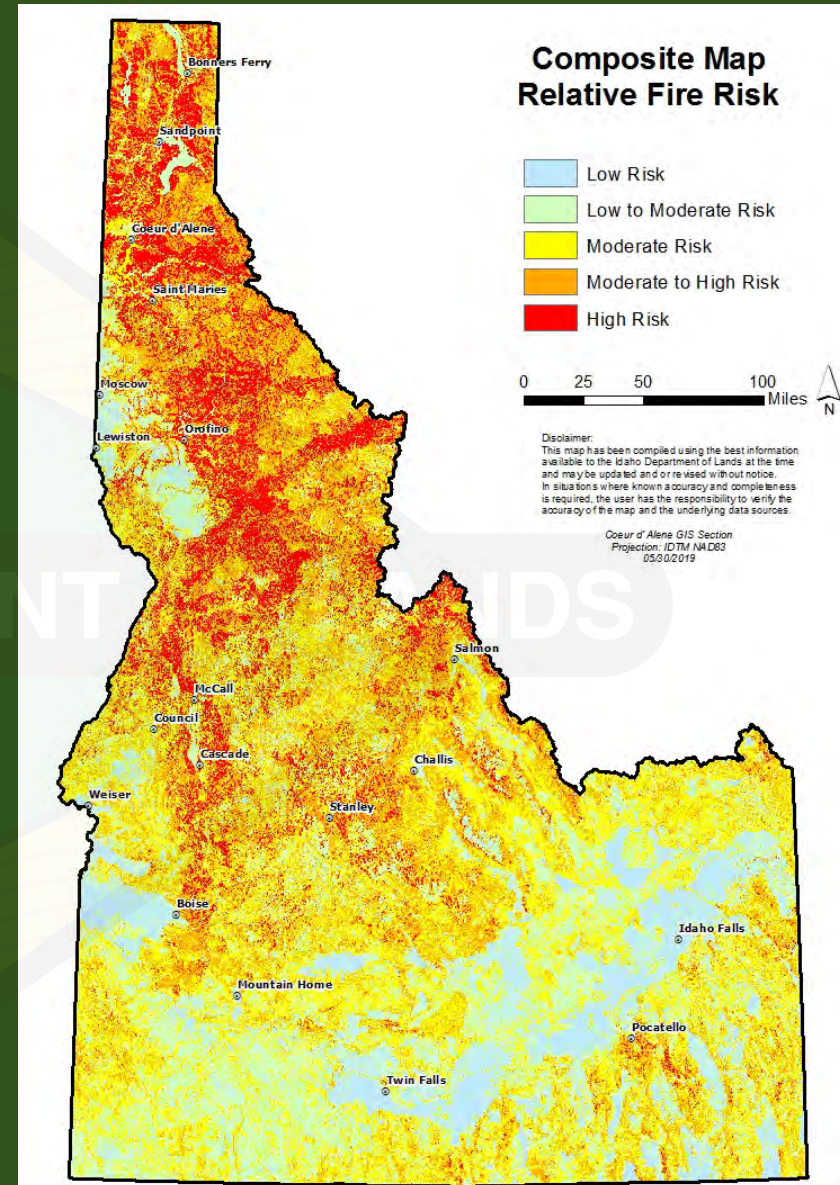 Composite Map
Relative Fire Risk
Low Risk
Low to Moderate Risk
Moderate Risk
Moderate to High Risk
High Risk
0 25 50 100
Miles
N
Disclaimer:
This map has been compiled using the best information
available to the Idaho Department of Lands at the time
and may be updated and or revised without notice.
In situations where known accuracy and completeness
is required, the user has the responsibility to verify the
accuracy of the map and the underlying data sources.
Coeur d'Alene GIS Section
Projection: IDTM NAD83
05/30/2019
Bonners Ferry
Sandpoint
Coeur d'Alene
Saint Maries
Moscow
Orofino
Lewiston
NT
NDS
Salmon
McCall
Council
Cascade
Challis
Weiser
Stanley
Boise
Idaho Falls
Mountain Home
Pocatello
Twin Falls